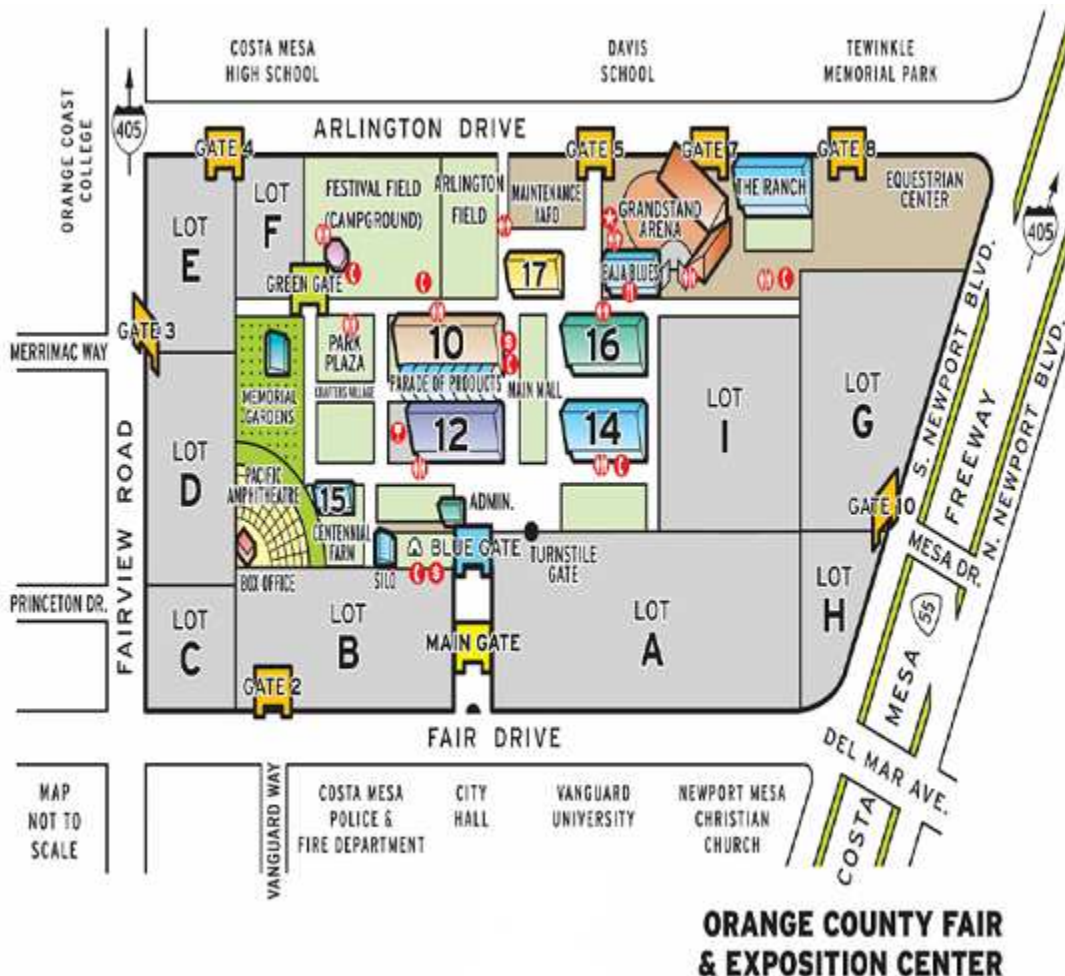 COSTA MESA
HIGH SCHOOL
DAVIS
SCHOOL
TEWINKLE
MEMORIAL PARK
ORANGE COAST
COLLEGE
405
ARLINGTON DRIVE
GATE 4
GATE 5
GATE 7
GATE 8
LOT
E
LOT
F
FESTIVAL FIELD
(CAMPGROUND)
ARLINGTON
FIELD
MAINTENANCE
YARD
GRANDSTAND
ARENA
THE RANCH
EQUESTRIAN
CENTER
405
17
BAJA BLUES
GREEN GATE
GATE 3
MERRIMAC WAY
PARK
PLAZA
10
16
PARADE OF PRODUCTS
CRAFTERS VILLAGE
MAIN MALL
MEMORIAL
GARDENS
12
14
LOT
I
LOT
G
S. NEWPORT BLVD.
FREEWAY
N. NEWPORT BLVD.
FAIRVIEW ROAD
LOT
D
PACIFIC
AMPHITHEATRE
15
CENTENNIAL
FARM
ADMIN.
GATE 10
BLUE GATE
TURNSTILE
GATE
MESA DR.
BOX OFFICE
SILO
PRINCETON DR.
LOT
C
LOT
B
MAIN GATE
LOT
A
LOT
H
55
MESA
GATE 2
FAIR DRIVE
DEL MAR AVE.
COSTA
MAP
NOT TO
SCALE
VANGUARD WAY
COSTA MESA
POLICE &
FIRE DEPARTMENT
CITY
HALL
VANGUARD
UNIVERSITY
NEWPORT MESA
CHRISTIAN
CHURCH
ORANGE COUNTY FAIR
& EXPOSITION CENTER